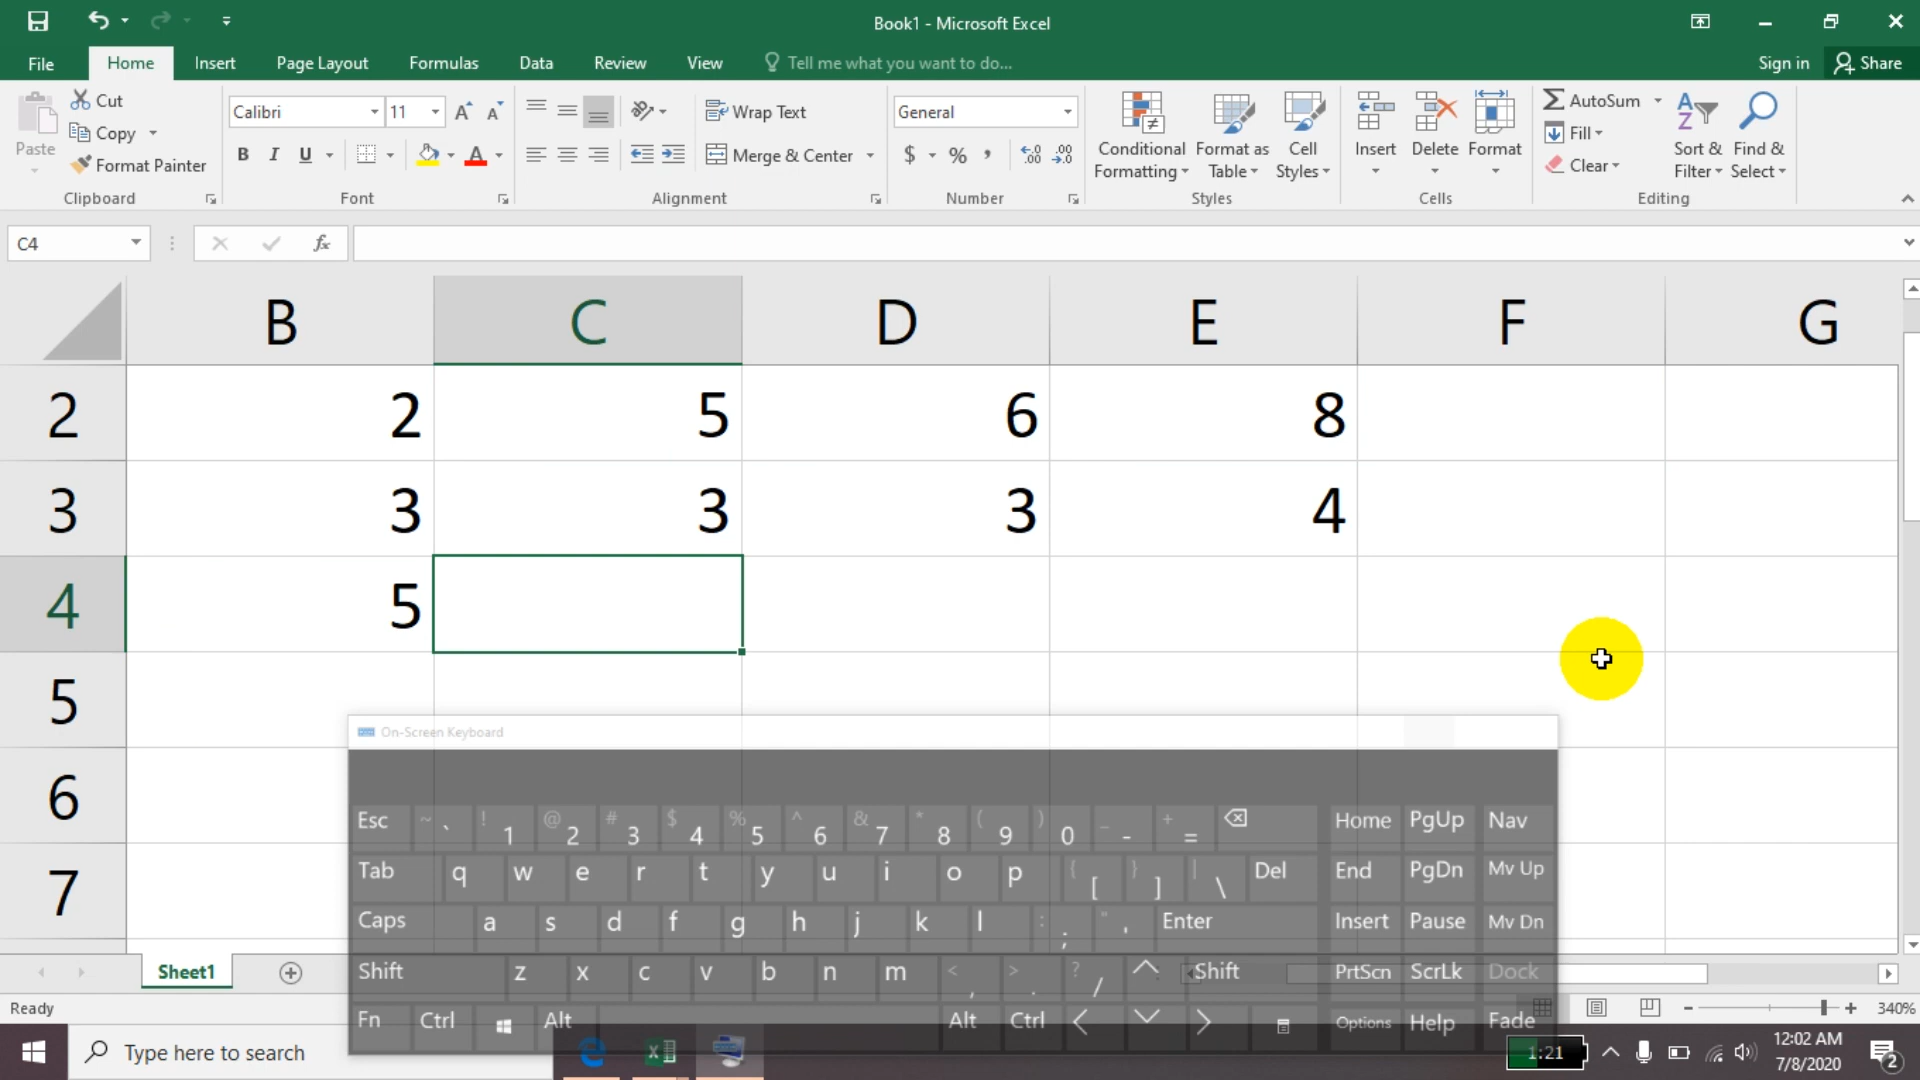 Book1 - Microsoft Excel
File Home Insert Page Layout Formulas Data Review View Tell me what you want to do... Sign in Share
Paste Cut
Copy
Format Painter
Clipboard
Calibri 11
B I U A
Font
Wrap Text
Merge & Center
Alignment
General
$ % ,
Number
Conditional Formatting
Format as Table
Cell Styles
Styles
Insert Delete Format
Cells
AutoSum
Fill
Clear
Sort & Filter
Find & Select
Editing
C4 fx
B C D E F G
2 2 5 6 8
3 3 3 3 4
4 5
5
6
7
On-Screen Keyboard
Esc ~ ` ! 1 @ 2 # 3 $ 4 % 5 ^ 6 & 7 * 8 ( 9 ) 0 _ - + = Home PgUp Nav
Tab q w e r t y u i o p { [ } ] | \ Del End PgDn Mv Up
Caps a s d f g h j k l : ; " ' Enter Insert Pause Mv Dn
Shift z x c v b n m < , > . ? / Shift PrtScn ScrLk Dock
Fn Ctrl Alt Alt Ctrl Options Help Fade
Sheet1
Ready 340%
Type here to search 1:21 12:02 AM
7/8/2020 2